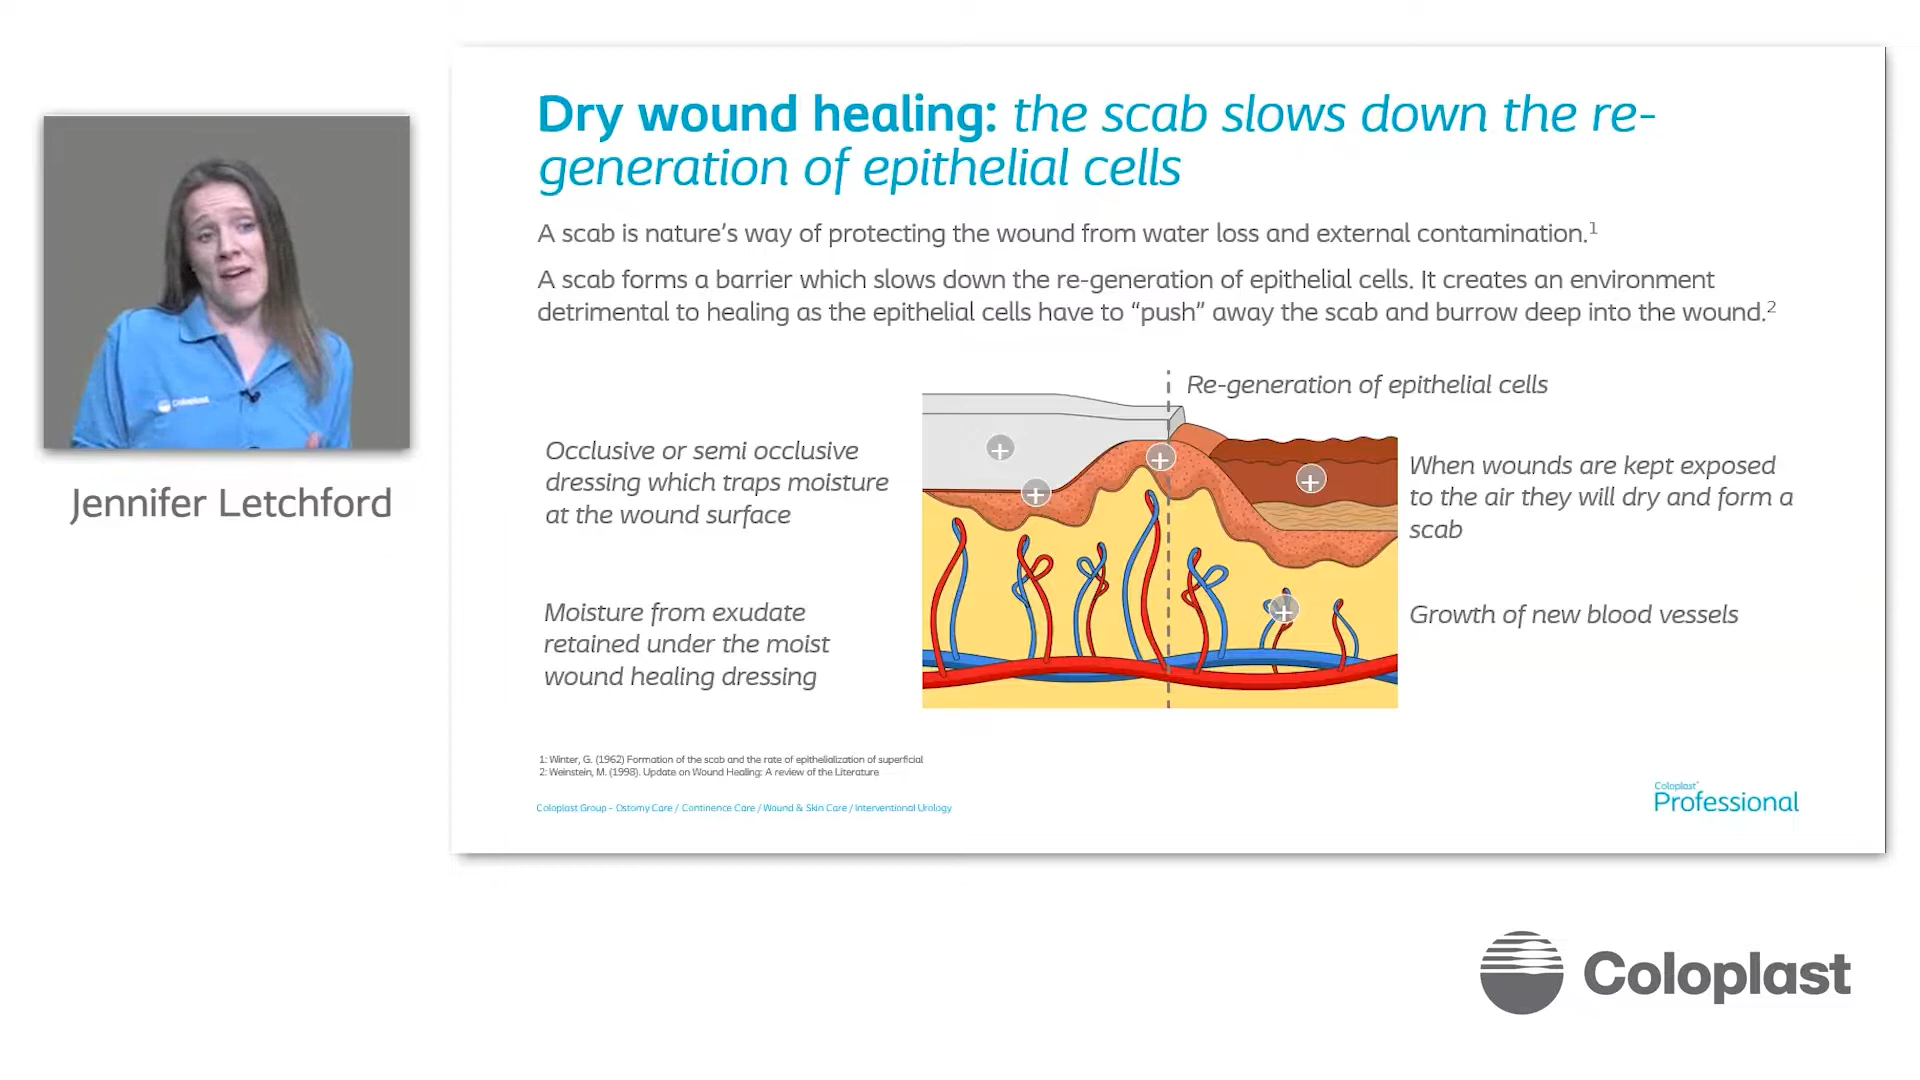 Dry wound healing: the scab slows down the re-
generation of epithelial cells
A scab is nature's way of protecting the wound from water loss and external contamination.1
A scab forms a barrier which slows down the re-generation of epithelial cells. It creates an environment
detrimental to healing as the epithelial cells have to “push” away the scab and burrow deep into the wound.2
Re-generation of epithelial cells
Occlusive or semi occlusive
dressing which traps moisture
at the wound surface
When wounds are kept exposed
to the air they will dry and form a
scab
Moisture from exudate
retained under the moist
wound healing dressing
Growth of new blood vessels
1: Winter, G. (1962) Formation of the scab and the rate of epithelialization of superficial
2: Weinstein, M. (1998). Update on Wound Healing: A review of the Literature
Coloplast Group - Ostomy Care / Continence Care / Wound & Skin Care / Interventional Urology
Coloplast®
Professional
Coloplast
Jennifer Letchford
Coloplast